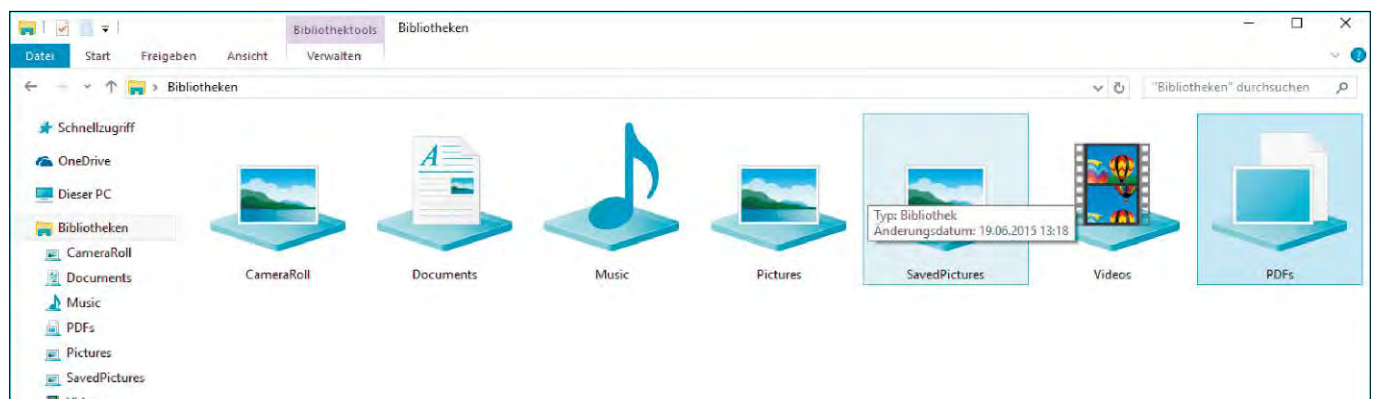 Bibliothektools Bibliotheken
Datei Start Freigeben Ansicht Verwalten
Bibliotheken "Bibliotheken" durchsuchen
Schnellzugriff
OneDrive
Dieser PC
Bibliotheken
CameraRoll
Documents
Music
PDFs
Pictures
SavedPictures
A
Typ: Bibliothek
Änderungsdatum: 19.06.2015 13:18
CameraRoll Documents Music Pictures SavedPictures Videos PDFs